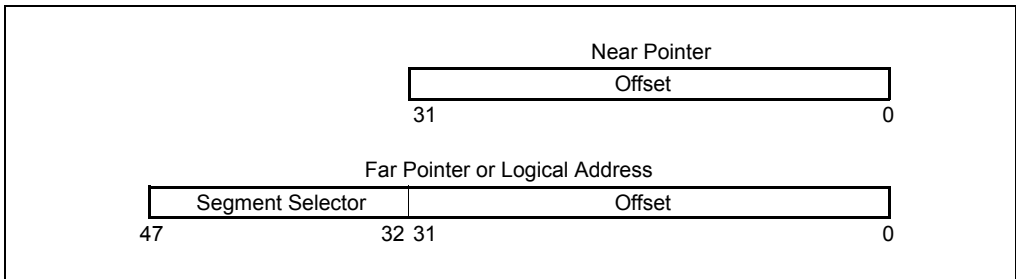 Near Pointer
Offset
31 0
Far Pointer or Logical Address
Segment Selector Offset
47 32 31 0